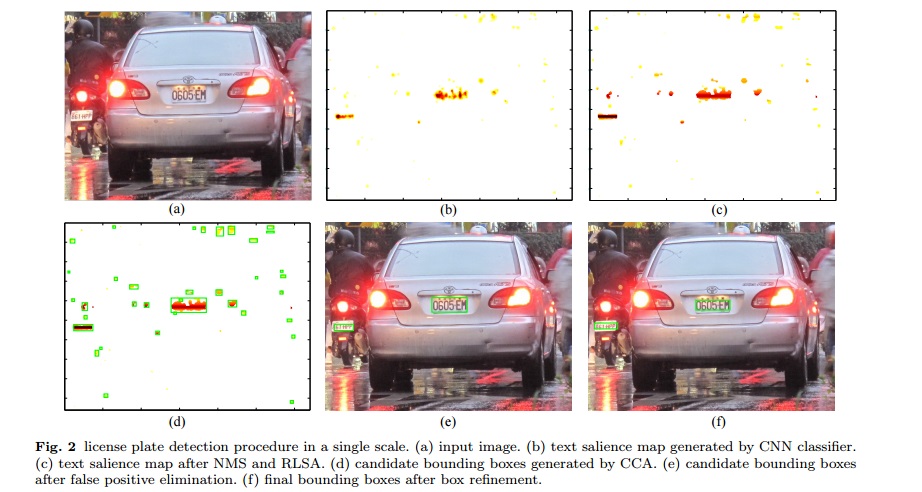 0605·EM
(a)
(b)
(c)
0605·EM
0605·EM
(d)
(e)
(f)
Fig. 2 license plate detection procedure in a single scale. (a) input image. (b) text salience map generated by CNN classifier.
(c) text salience map after NMS and RLSA. (d) candidate bounding boxes generated by CCA. (e) candidate bounding boxes
after false positive elimination. (f) final bounding boxes after box refinement.